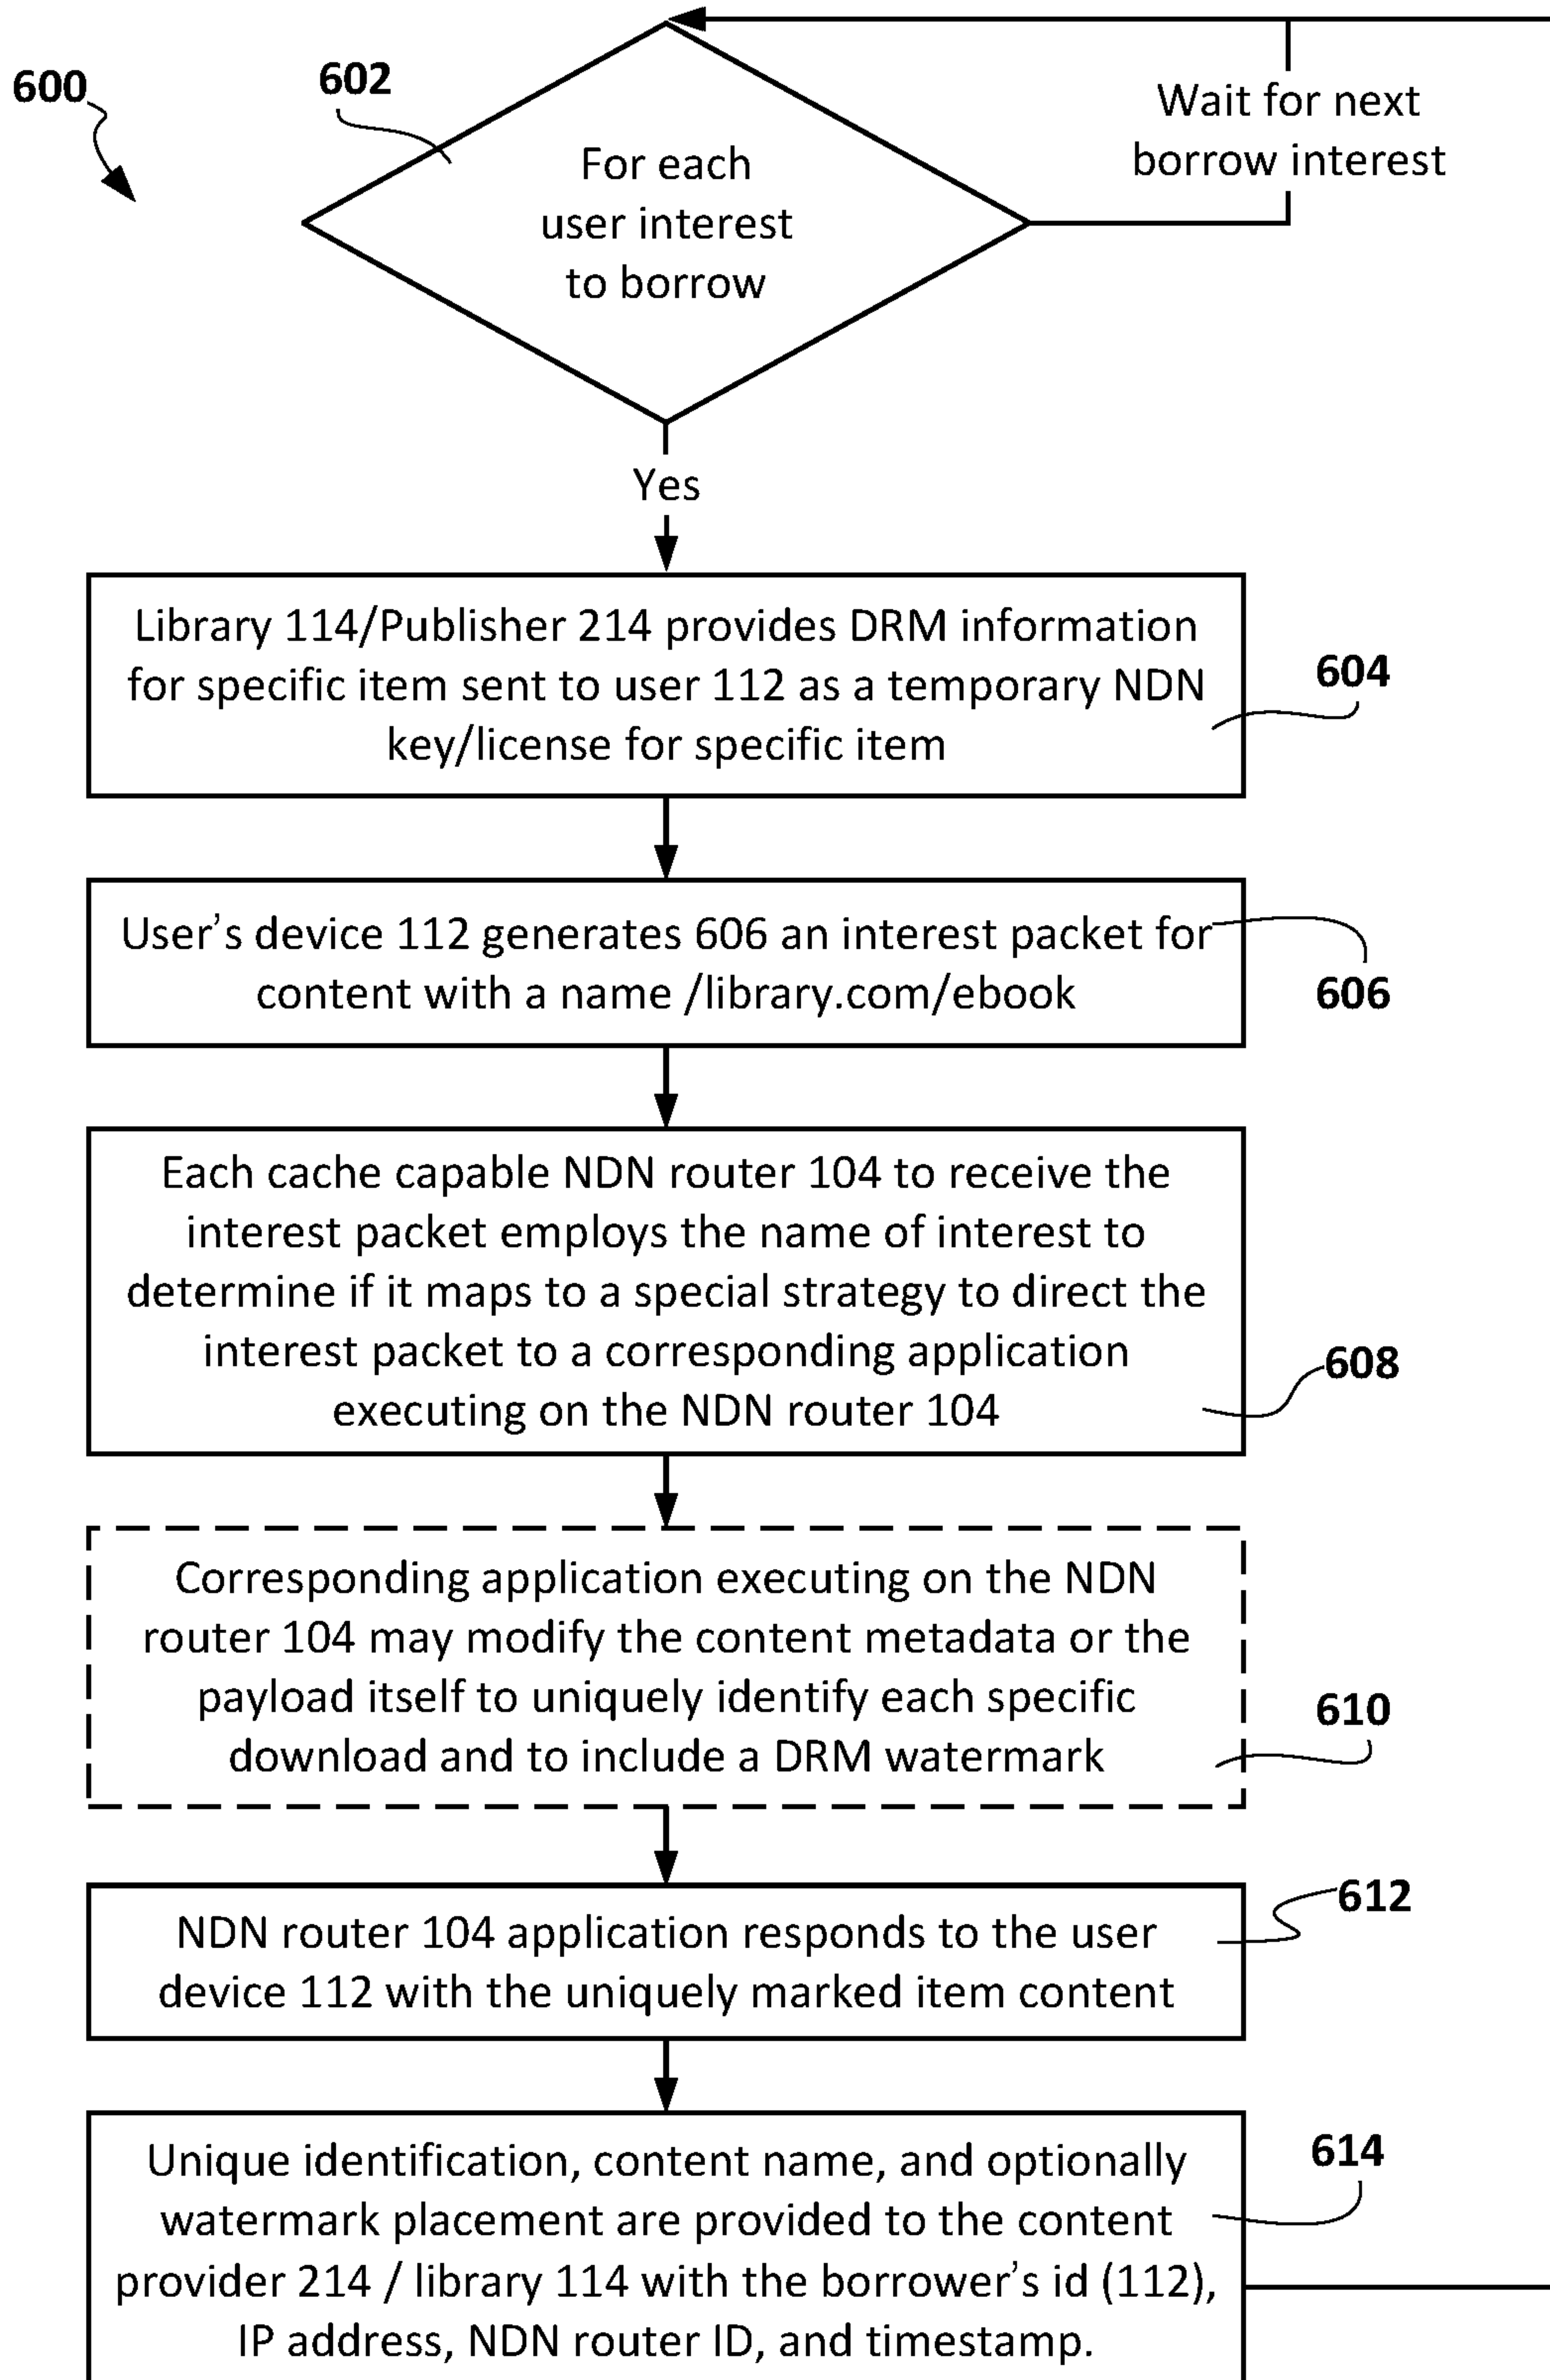 600
602
For each
user interest
to borrow
Wait for next
borrow interest
Yes
Library 114/Publisher 214 provides DRM information
for specific item sent to user 112 as a temporary NDN
key/license for specific item
604
User’s device 112 generates 606 an interest packet for
content with a name /library.com/ebook
606
Each cache capable NDN router 104 to receive the
interest packet employs the name of interest to
determine if it maps to a special strategy to direct the
interest packet to a corresponding application
executing on the NDN router 104
608
Corresponding application executing on the NDN
router 104 may modify the content metadata or the
payload itself to uniquely identify each specific
download and to include a DRM watermark
610
NDN router 104 application responds to the user
device 112 with the uniquely marked item content
612
Unique identification, content name, and optionally
watermark placement are provided to the content
provider 214 / library 114 with the borrower’s id (112),
IP address, NDN router ID, and timestamp.
614